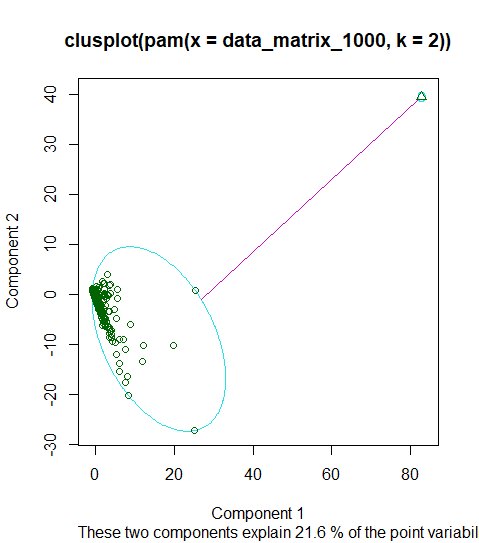 clusplot(pam(x = data_matrix_1000, k = 2))
40
30
20
10
0
-10
-20
-30
Component 2
0 20 40 60 80
Component 1
These two components explain 21.6 % of the point variabil